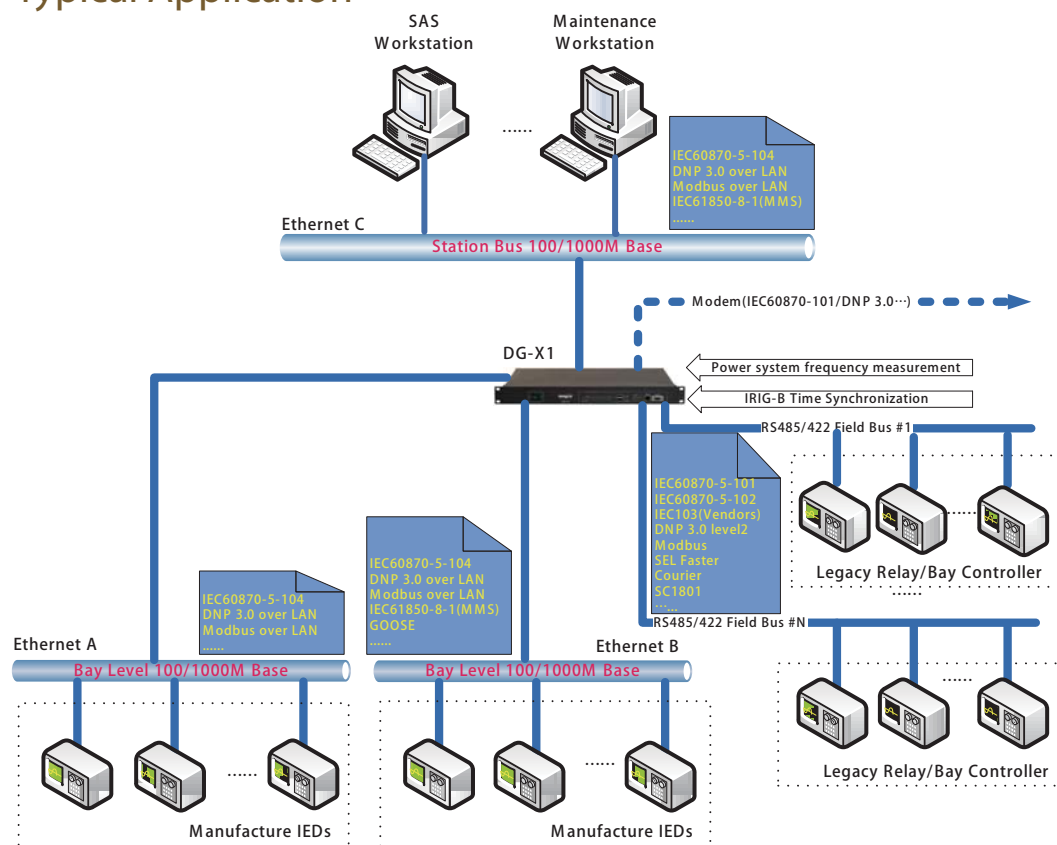 Typical Application
SAS
Workstation
Maintenance
Workstation
......
IEC60870-5-104
DNP 3.0 over LAN
Modbus over LAN
IEC61850-8-1(MMS)
......
Ethernet C
Station Bus 100/1000M Base
Modem(IEC60870-101/DNP 3.0···)
DG-X1
Power system frequency measurement
IRIG-B Time Synchronization
RS485/422 Field Bus #1
IEC60870-5-101
IEC60870-5-102
IEC103(Vendors)
DNP 3.0 level2
Modbus
SEL Faster
Courier
SC1801
......
......
Legacy Relay/Bay Controller
......
IEC60870-5-104
DNP 3.0 over LAN
Modbus over LAN
IEC61850-8-1(MMS)
GOOSE
......
IEC60870-5-104
DNP 3.0 over LAN
Modbus over LAN
......
RS485/422 Field Bus #N
Ethernet A
Bay Level 100/1000M Base
Ethernet B
Bay Level 100/1000M Base
......
Legacy Relay/Bay Controller
......
Manufacture IEDs
......
Manufacture IEDs